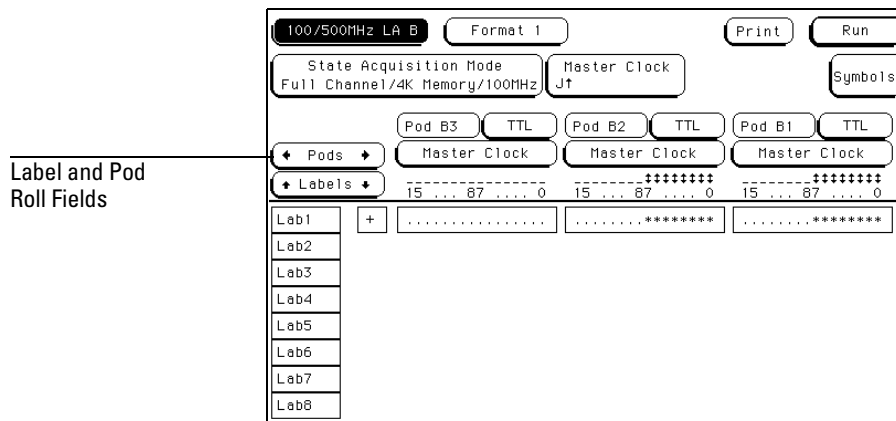 100/500MHz LA B Format 1 Print Run
State Acquisition Mode
Full Channel/4K Memory/100MHz
Master Clock
J↑
Symbols
Pod B3 TTL Pod B2 TTL Pod B1 TTL
← Pods → Master Clock Master Clock Master Clock
↑ Labels ↓
15 ... 87 .... 0 15 ... 87 .... 0 15 ... 87 .... 0
Label and Pod
Roll Fields
Lab1 + ................ ........******** ........********
Lab2
Lab3
Lab4
Lab5
Lab6
Lab7
Lab8